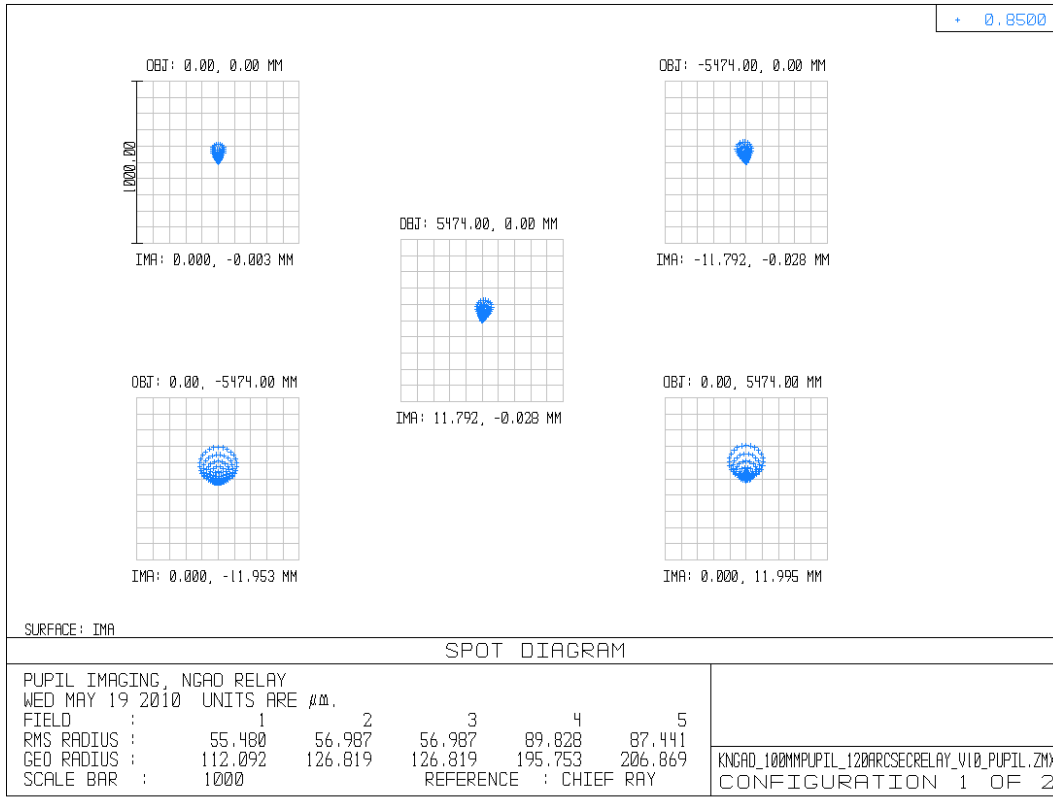 + 0.8500
OBJ: 0.00, 0.00 MM
OBJ: -5474.00, 0.00 MM
1000.00
IMA: 0.000, -0.003 MM
IMA: -11.792, -0.028 MM
OBJ: 5474.00, 0.00 MM
IMA: 11.792, -0.028 MM
OBJ: 0.00, -5474.00 MM
OBJ: 0.00, 5474.00 MM
IMA: 0.000, -11.953 MM
IMA: 0.000, 11.995 MM
SURFACE: IMA
SPOT DIAGRAM
PUPIL IMAGING, NGAO RELAY
WED MAY 19 2010 UNITS ARE µm.
FIELD : 1 2 3 4 5
RMS RADIUS : 55.480 56.987 56.987 89.828 87.441
GEO RADIUS : 112.092 126.819 126.819 195.753 206.869
SCALE BAR : 1000 REFERENCE : CHIEF RAY
KNGAO_100MMPUPIL_120ARCSECRELAY_V10_PUPIL.ZMX
CONFIGURATION 1 OF 2